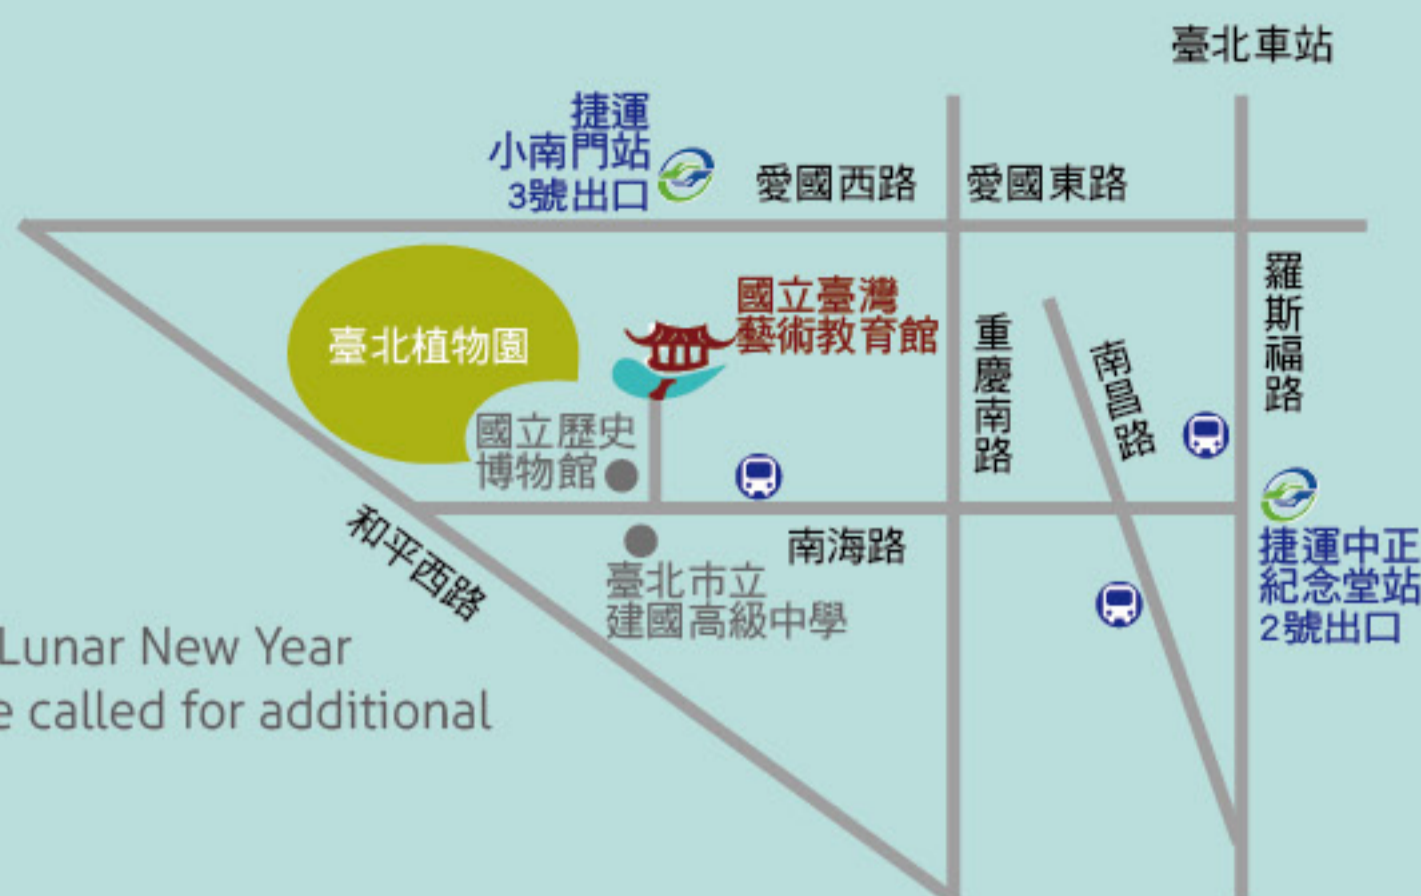 臺北車站
捷運
小南門站
3號出口
愛國西路
愛國東路
國立臺灣
藝術教育館
臺北植物園
羅斯福路
重慶南路
南昌路
國立歷史
博物館
南海路
和平西路
臺北市立
建國高級中學
捷運中正
紀念堂站
2號出口
Lunar New Year
e called for additional